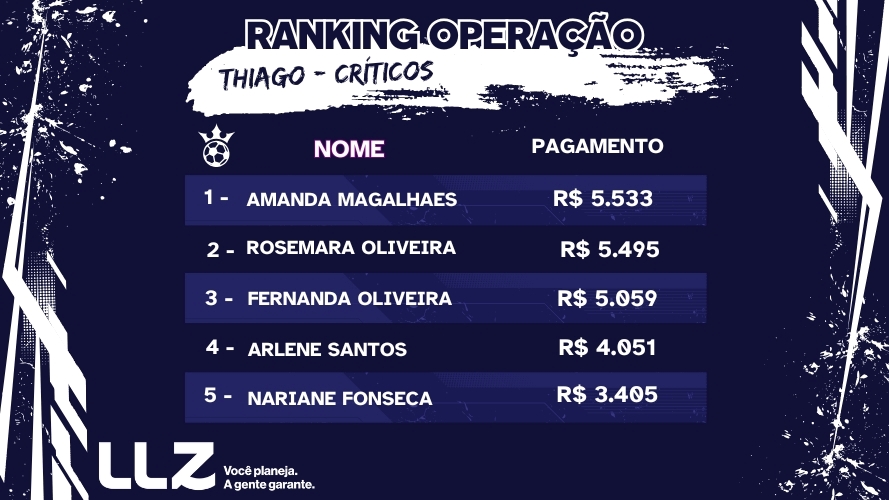 RANKING OPERAÇÃO
THIAGO - CRÍTICOS
NOME PAGAMENTO
1 - AMANDA MAGALHAES R$ 5.533
2 - ROSEMARA OLIVEIRA R$ 5.495
3 - FERNANDA OLIVEIRA R$ 5.059
4 - ARLENE SANTOS R$ 4.051
5 - NARIANE FONSECA R$ 3.405
LLZ
Você planeja.
A gente garante.